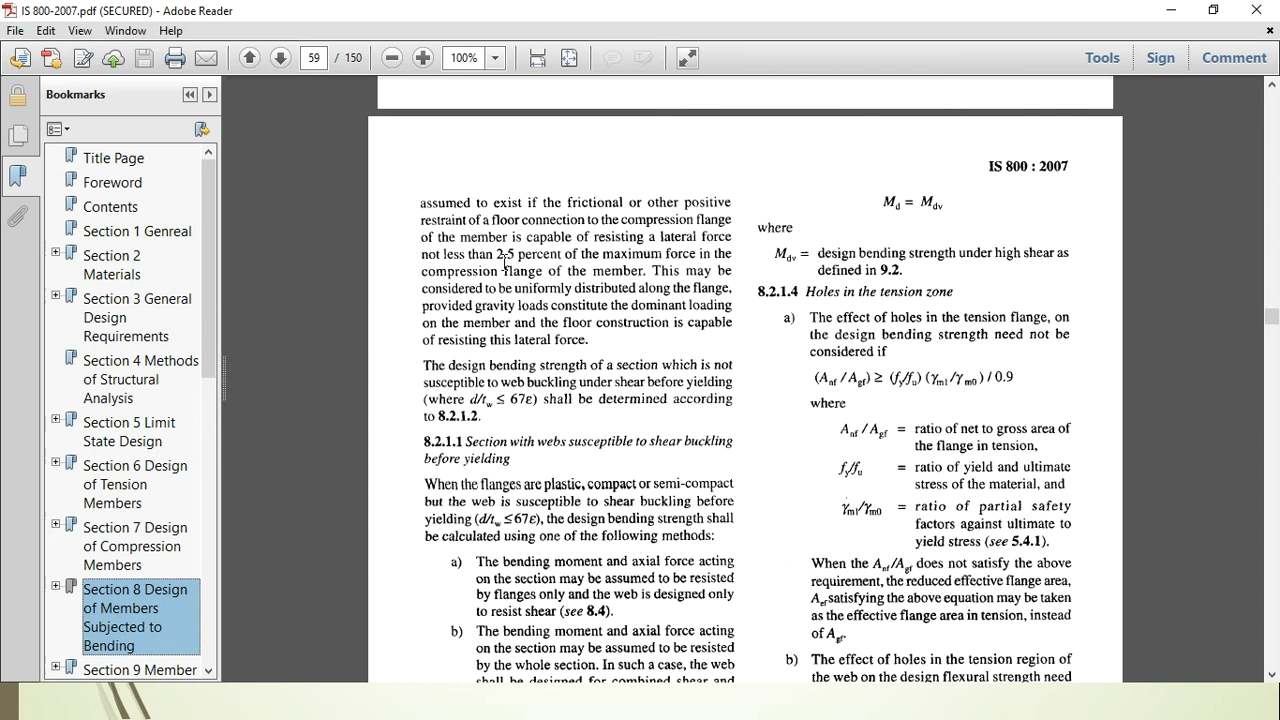 IS 800-2007.pdf (SECURED) - Adobe Reader
File Edit View Window Help
59 / 150 100% Tools Sign Comment
Bookmarks
Title Page
Foreword
Contents
Section 1 Genreal
Section 2
Materials
Section 3 General
Design
Requirements
Section 4 Methods
of Structural
Analysis
Section 5 Limit
State Design
Section 6 Design
of Tension
Members
Section 7 Design
of Compression
Members
Section 8 Design
of Members
Subjected to
Bending
Section 9 Member
IS 800 : 2007
assumed to exist if the frictional or other positive
restraint of a floor connection to the compression flange
of the member is capable of resisting a lateral force
not less than 2.5 percent of the maximum force in the
compression flange of the member. This may be
considered to be uniformly distributed along the flange,
provided gravity loads constitute the dominant loading
on the member and the floor construction is capable
of resisting this lateral force.
The design bending strength of a section which is not
susceptible to web buckling under shear before yielding
(where d/tw ≤ 67ε) shall be determined according
to 8.2.1.2.
8.2.1.1 Section with webs susceptible to shear buckling
before yielding
When the flanges are plastic, compact or semi-compact
but the web is susceptible to shear buckling before
yielding (d/tw ≤ 67ε), the design bending strength shall
be calculated using one of the following methods:
a) The bending moment and axial force acting
on the section may be assumed to be resisted
by flanges only and the web is designed only
to resist shear (see 8.4).
b) The bending moment and axial force acting
on the section may be assumed to be resisted
by the whole section. In such a case, the web
shall be designed for combined shear and
Md = Mdv
where
Mdv = design bending strength under high shear as
defined in 9.2.
8.2.1.4 Holes in the tension zone
a) The effect of holes in the tension flange, on
the design bending strength need not be
considered if
(Anf / Agf) ≥ (fy/fu) (γm1/γm0) / 0.9
where
Anf / Agf = ratio of net to gross area of
the flange in tension,
fy/fu = ratio of yield and ultimate
stress of the material, and
γm1/γm0 = ratio of partial safety
factors against ultimate to
yield stress (see 5.4.1).
When the Anf/Agf does not satisfy the above
requirement, the reduced effective flange area,
Aef satisfying the above equation may be taken
as the effective flange area in tension, instead
of Agf.
b) The effect of holes in the tension region of
the web on the design flexural strength need